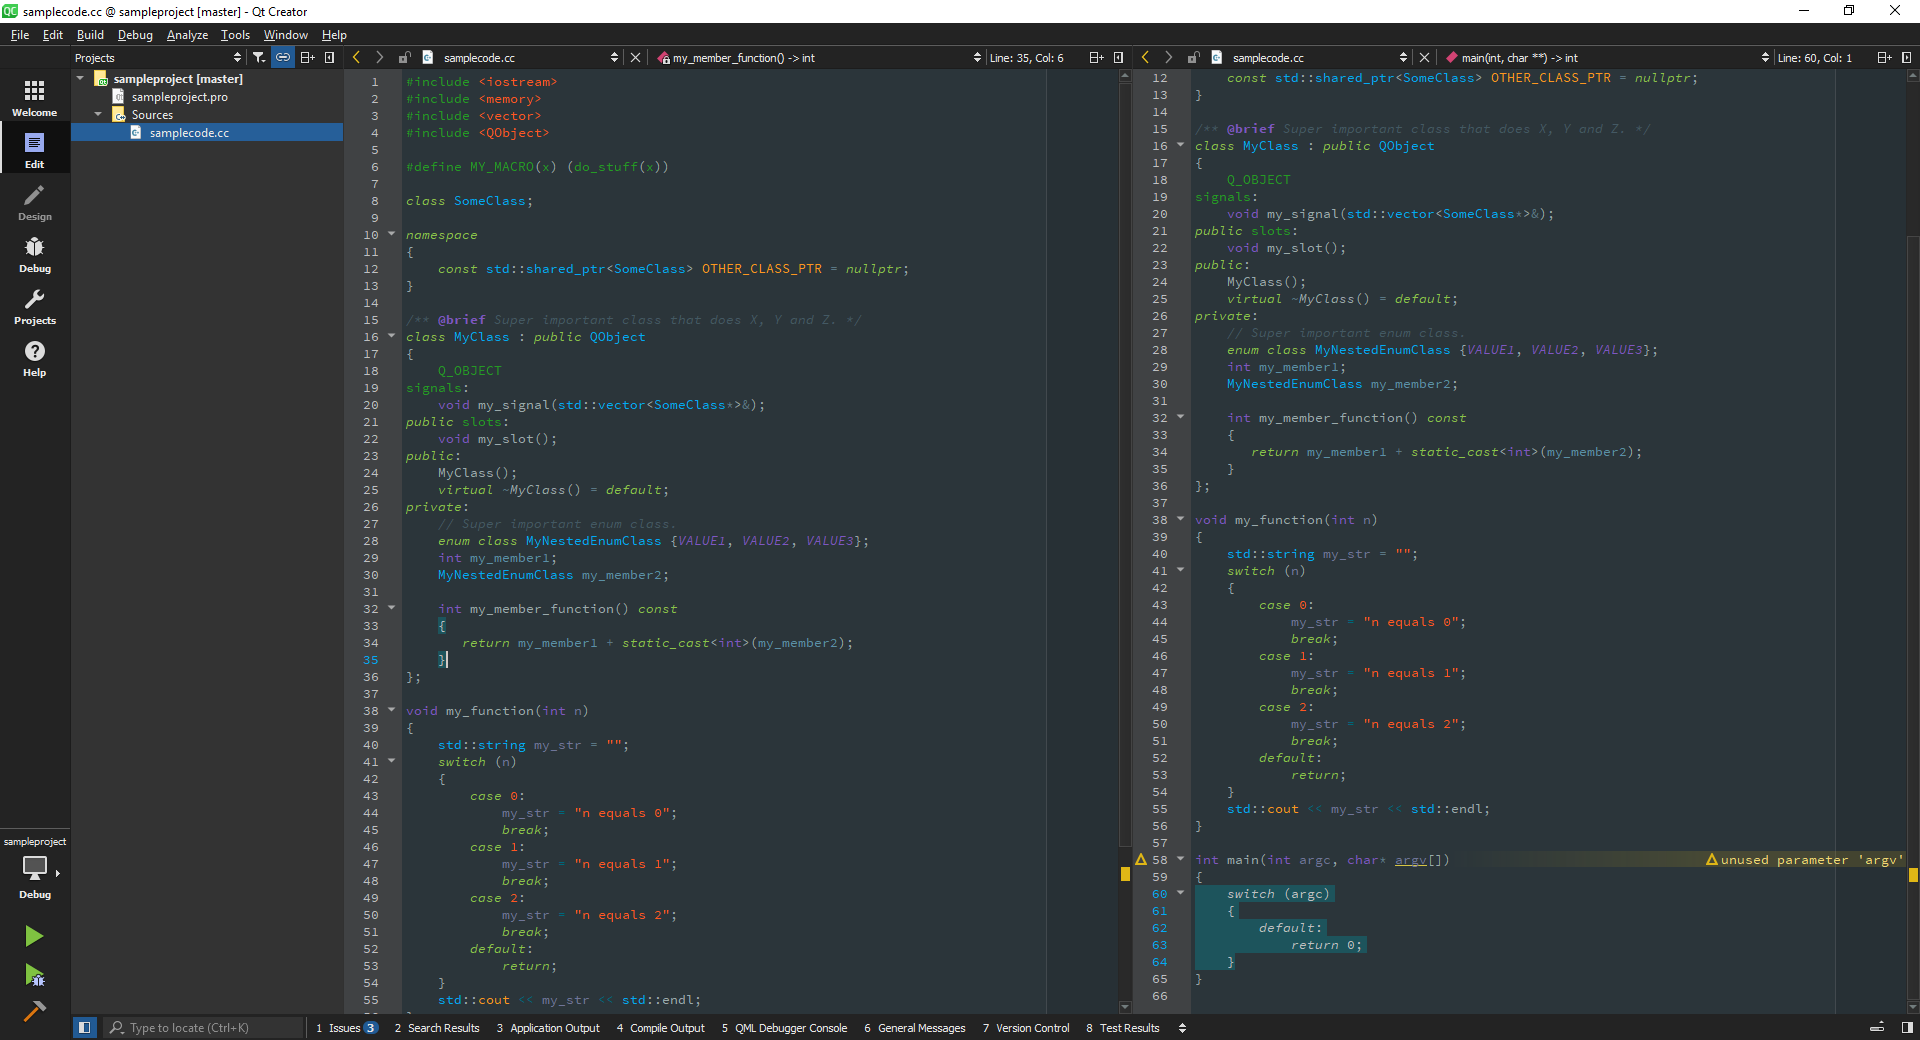 samplecode.cc @ sampleproject [master] - Qt Creator
File Edit Build Debug Analyze Tools Window Help
Projects
samplecode.cc
my_member_function() -> int
Line: 35, Col: 6
samplecode.cc
main(int, char **) -> int
Line: 60, Col: 1
Welcome
Edit
Design
Debug
Projects
Help
sampleproject
Debug
sampleproject [master]
sampleproject.pro
Sources
samplecode.cc
1 #include <iostream>
2 #include <memory>
3 #include <vector>
4 #include <QObject>
5
6 #define MY_MACRO(x) (do_stuff(x))
7
8 class SomeClass;
9
10 namespace
11 {
12 const std::shared_ptr<SomeClass> OTHER_CLASS_PTR = nullptr;
13 }
14
15 /** @brief Super important class that does X, Y and Z. */
16 class MyClass : public QObject
17 {
18 Q_OBJECT
19 signals:
20 void my_signal(std::vector<SomeClass*>&);
21 public slots:
22 void my_slot();
23 public:
24 MyClass();
25 virtual ~MyClass() = default;
26 private:
27 // Super important enum class.
28 enum class MyNestedEnumClass {VALUE1, VALUE2, VALUE3};
29 int my_member1;
30 MyNestedEnumClass my_member2;
31
32 int my_member_function() const
33 {
34 return my_member1 + static_cast<int>(my_member2);
35 }
36 };
37
38 void my_function(int n)
39 {
40 std::string my_str = "";
41 switch (n)
42 {
43 case 0:
44 my_str = "n equals 0";
45 break;
46 case 1:
47 my_str = "n equals 1";
48 break;
49 case 2:
50 my_str = "n equals 2";
51 break;
52 default:
53 return;
54 }
55 std::cout << my_str << std::endl;
12 const std::shared_ptr<SomeClass> OTHER_CLASS_PTR = nullptr;
13 }
14
15 /** @brief Super important class that does X, Y and Z. */
16 class MyClass : public QObject
17 {
18 Q_OBJECT
19 signals:
20 void my_signal(std::vector<SomeClass*>&);
21 public slots:
22 void my_slot();
23 public:
24 MyClass();
25 virtual ~MyClass() = default;
26 private:
27 // Super important enum class.
28 enum class MyNestedEnumClass {VALUE1, VALUE2, VALUE3};
29 int my_member1;
30 MyNestedEnumClass my_member2;
31
32 int my_member_function() const
33 {
34 return my_member1 + static_cast<int>(my_member2);
35 }
36 };
37
38 void my_function(int n)
39 {
40 std::string my_str = "";
41 switch (n)
42 {
43 case 0:
44 my_str = "n equals 0";
45 break;
46 case 1:
47 my_str = "n equals 1";
48 break;
49 case 2:
50 my_str = "n equals 2";
51 break;
52 default:
53 return;
54 }
55 std::cout << my_str << std::endl;
56 }
57
58 int main(int argc, char* argv[]) unused parameter 'argv'
59 {
60 switch (argc)
61 {
62 default:
63 return 0;
64 }
65 }
66
Type to locate (Ctrl+K)
1 Issues 3
2 Search Results
3 Application Output
4 Compile Output
5 QML Debugger Console
6 General Messages
7 Version Control
8 Test Results